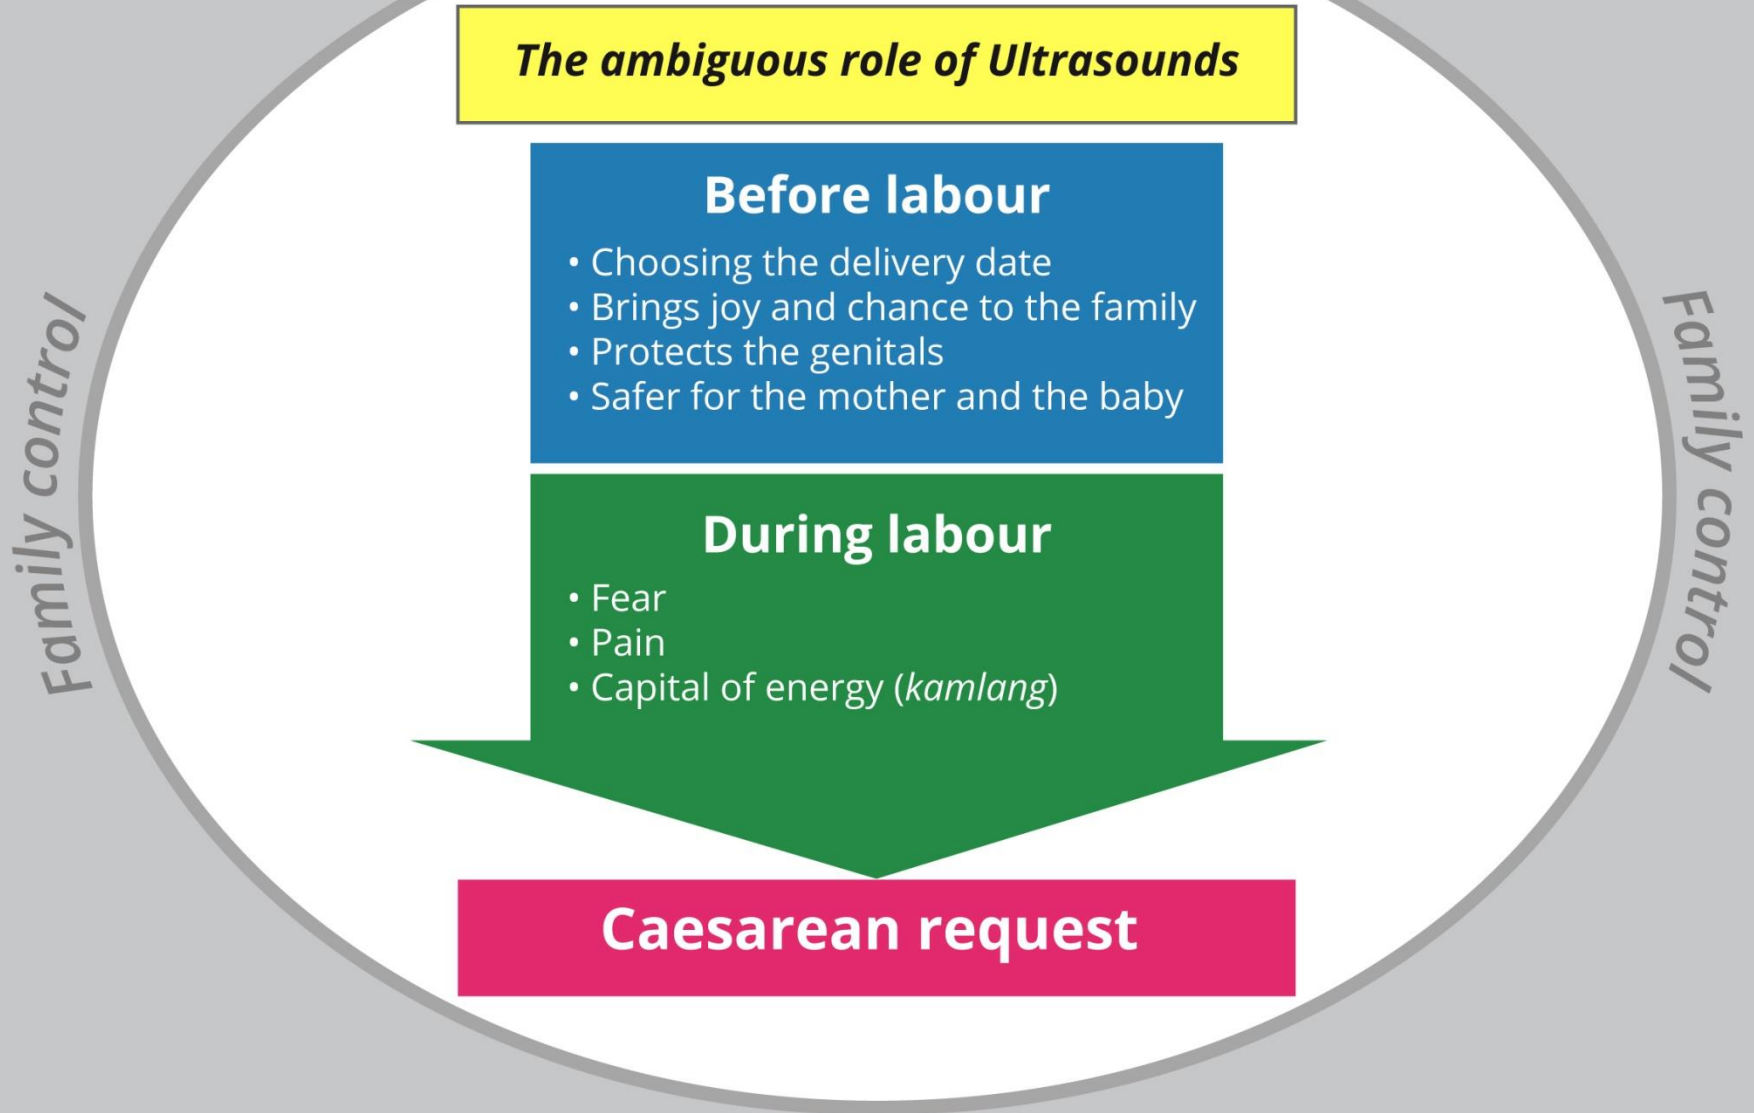 The ambiguous role of Ultrasounds
Before labour
• Choosing the delivery date
• Brings joy and chance to the family
• Protects the genitals
• Safer for the mother and the baby
During labour
• Fear
• Pain
• Capital of energy (kamlang)
Caesarean request
Family control
Family control